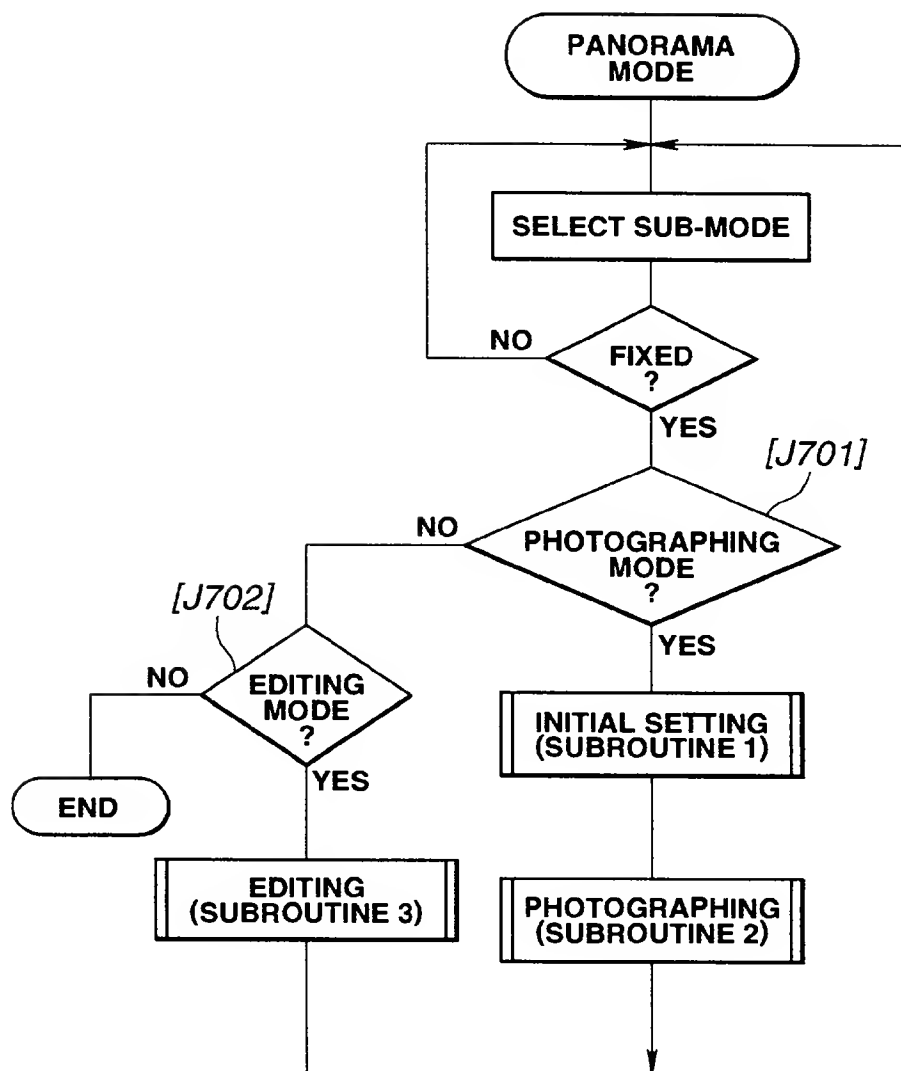 PANORAMA
MODE
SELECT SUB-MODE
NO
FIXED
?
YES
[J701]
NO
PHOTOGRAPHING
MODE
?
[J702]
YES
NO
EDITING
MODE
?
INITIAL SETTING
(SUBROUTINE 1)
YES
END
EDITING
(SUBROUTINE 3)
PHOTOGRAPHING
(SUBROUTINE 2)